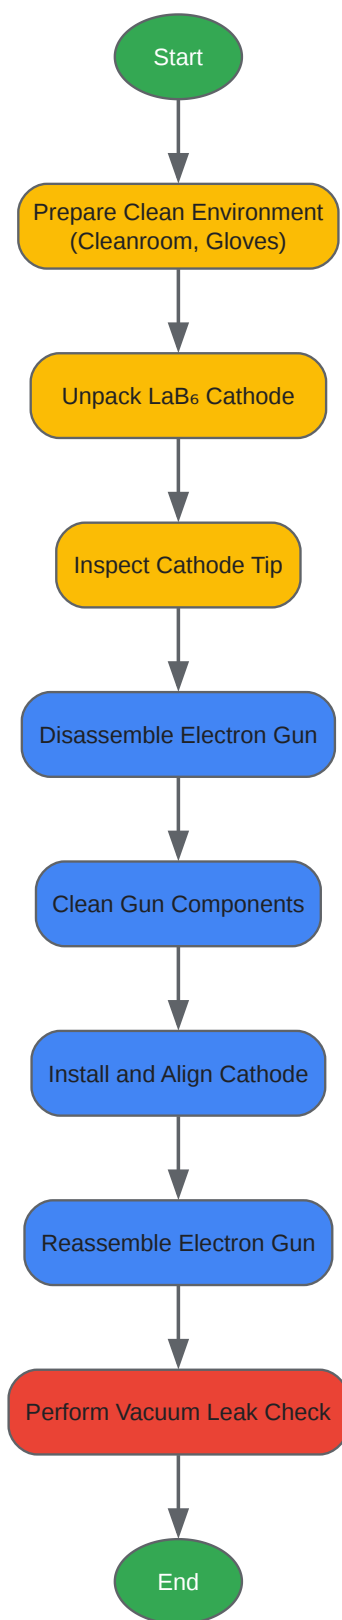 Start
Prepare Clean Environment
(Cleanroom, Gloves)
Unpack LaB₆ Cathode
Inspect Cathode Tip
Disassemble Electron Gun
Clean Gun Components
Install and Align Cathode
Reassemble Electron Gun
Perform Vacuum Leak Check
End